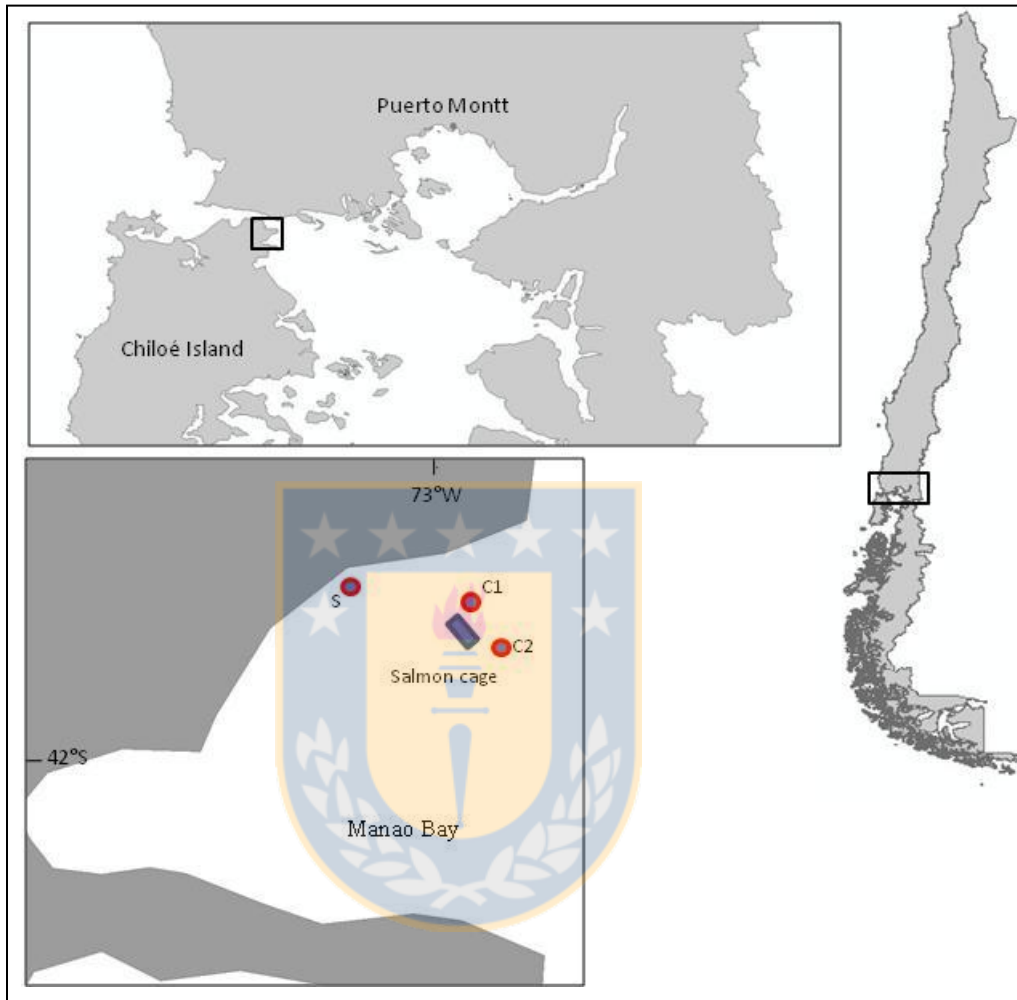 Puerto Montt
Chiloé Island
73°W
C1
S
C2
Salmon cage
42°S
Manao Bay